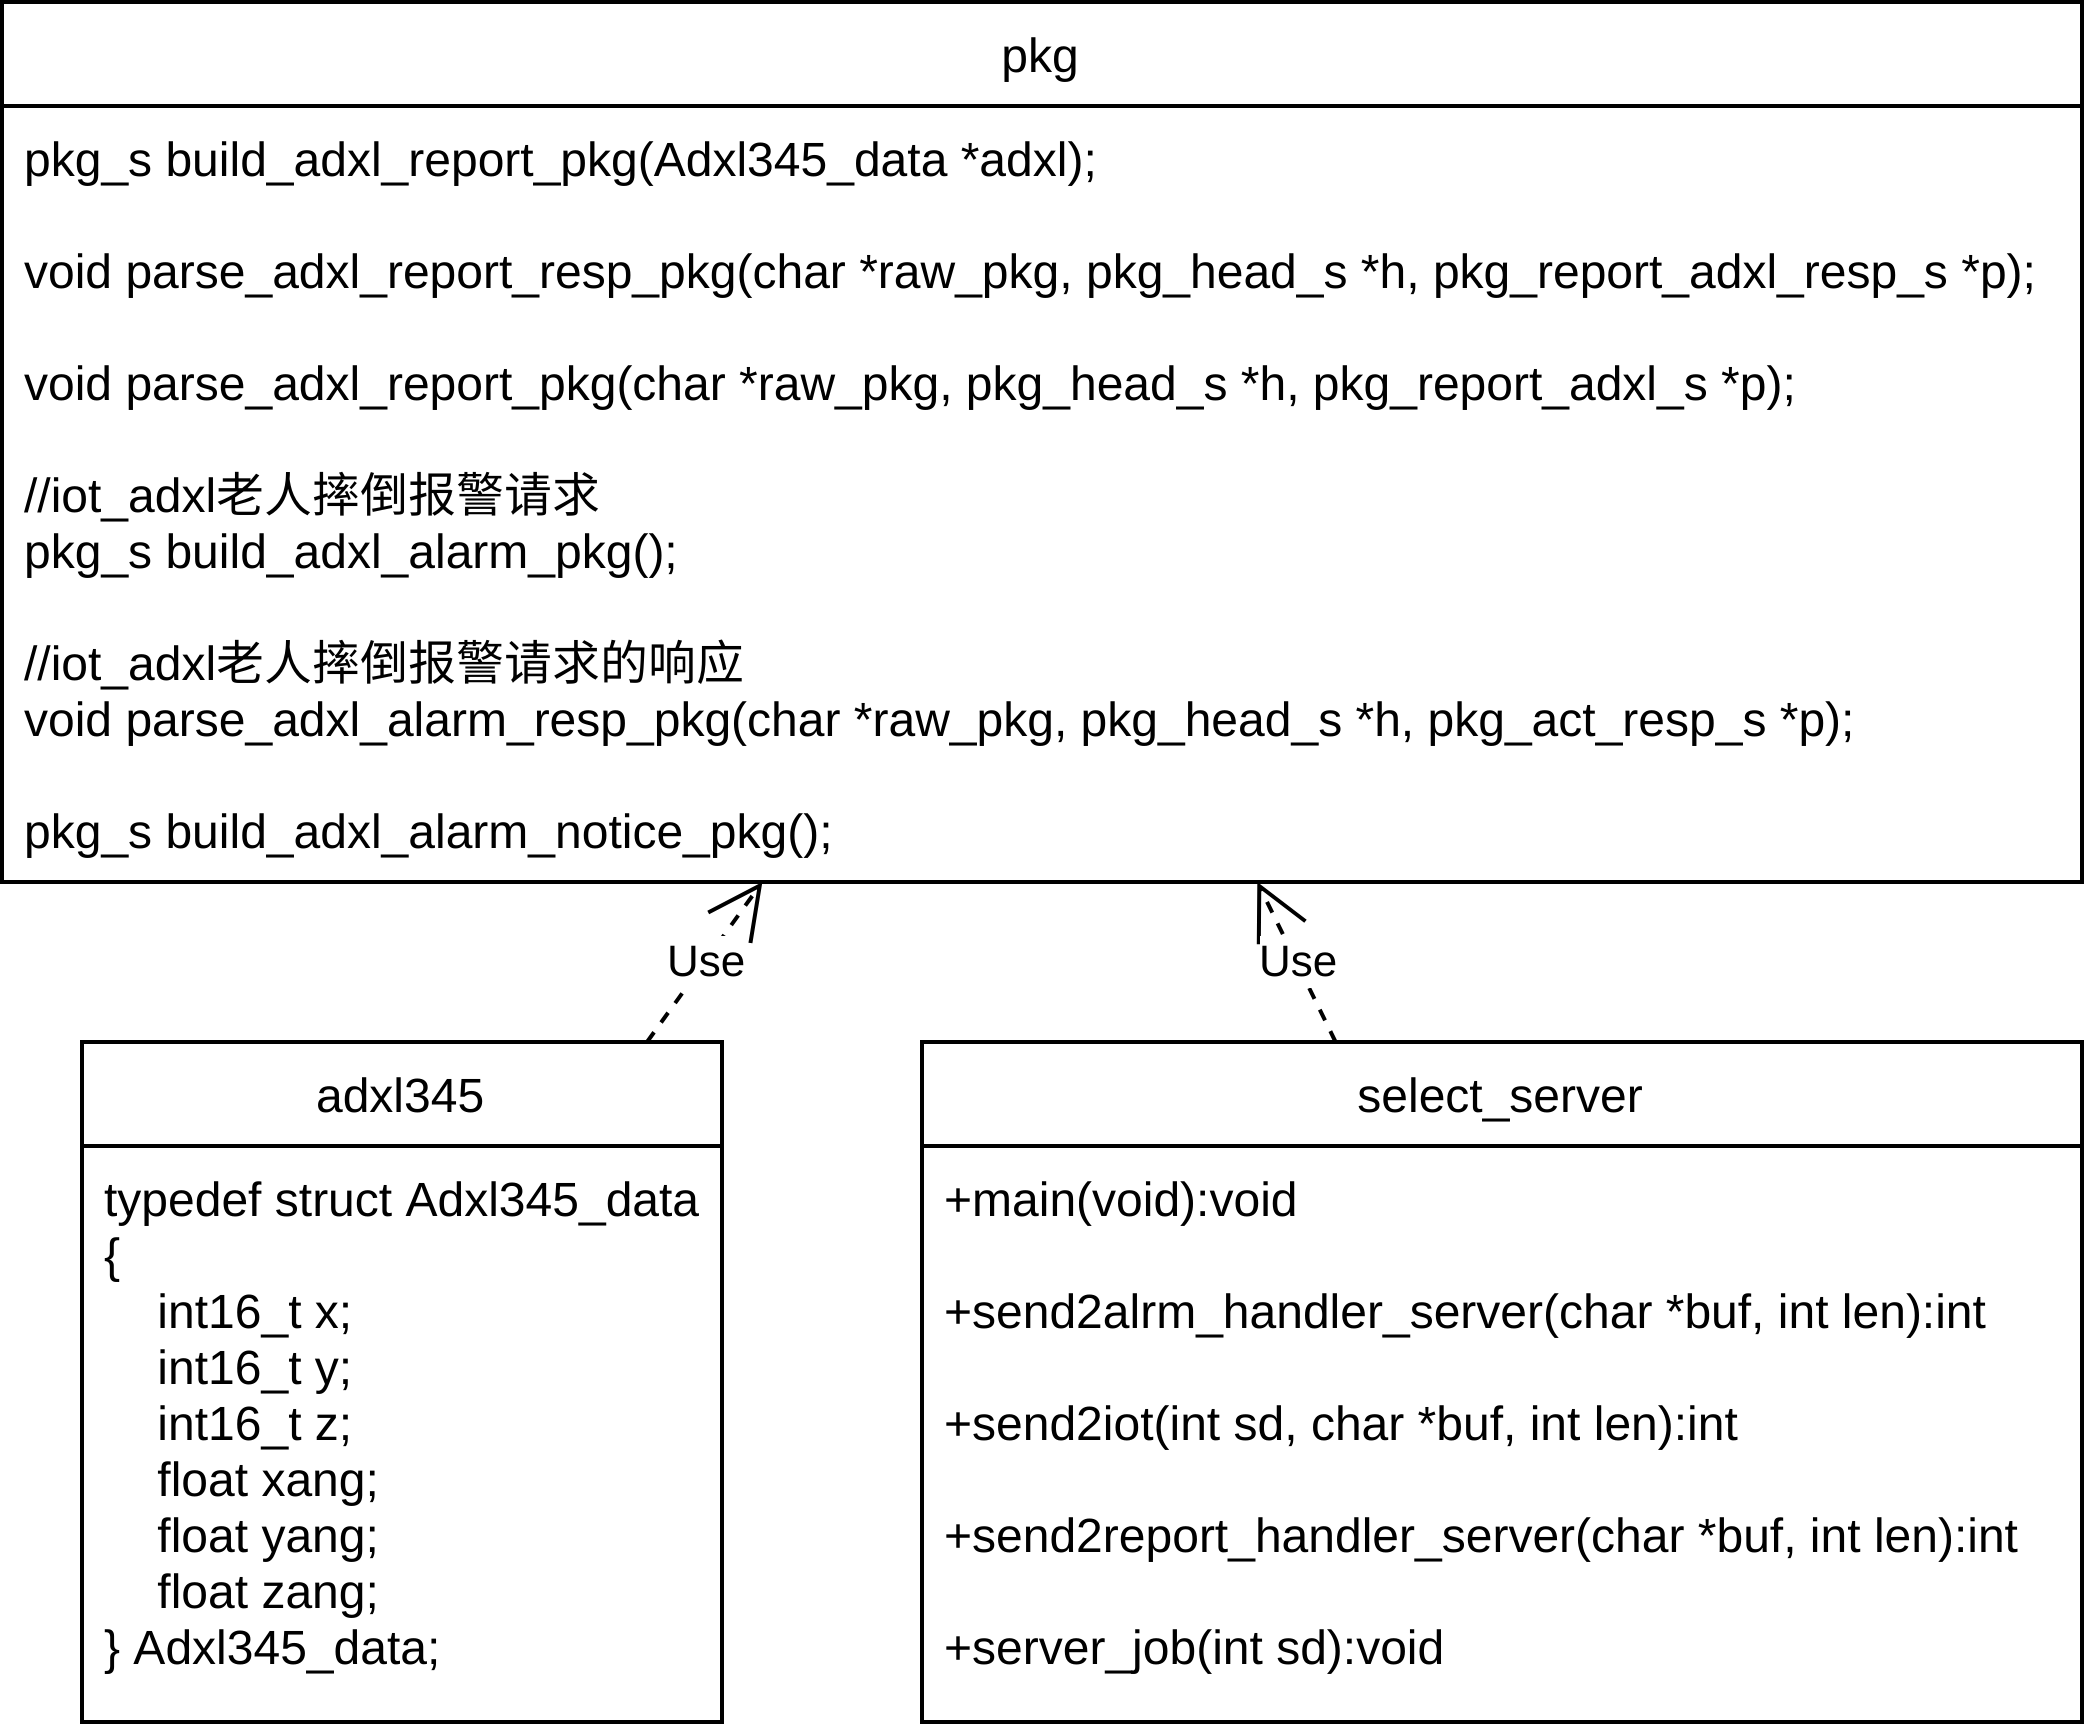 pkg
pkg_s build_adxl_report_pkg(Adxl345_data *adxl);
void parse_adxl_report_resp_pkg(char *raw_pkg, pkg_head_s *h, pkg_report_adxl_resp_s *p);
void parse_adxl_report_pkg(char *raw_pkg, pkg_head_s *h, pkg_report_adxl_s *p);
//iot_adxl老人摔倒报警请求
pkg_s build_adxl_alarm_pkg();
//iot_adxl老人摔倒报警请求的响应
void parse_adxl_alarm_resp_pkg(char *raw_pkg, pkg_head_s *h, pkg_act_resp_s *p);
pkg_s build_adxl_alarm_notice_pkg();
Use
Use
adxl345
typedef struct Adxl345_data
{
int16_t x;
int16_t y;
int16_t z;
float xang;
float yang;
float zang;
} Adxl345_data;
select_server
+main(void):void
+send2alrm_handler_server(char *buf, int len):int
+send2iot(int sd, char *buf, int len):int
+send2report_handler_server(char *buf, int len):int
+server_job(int sd):void